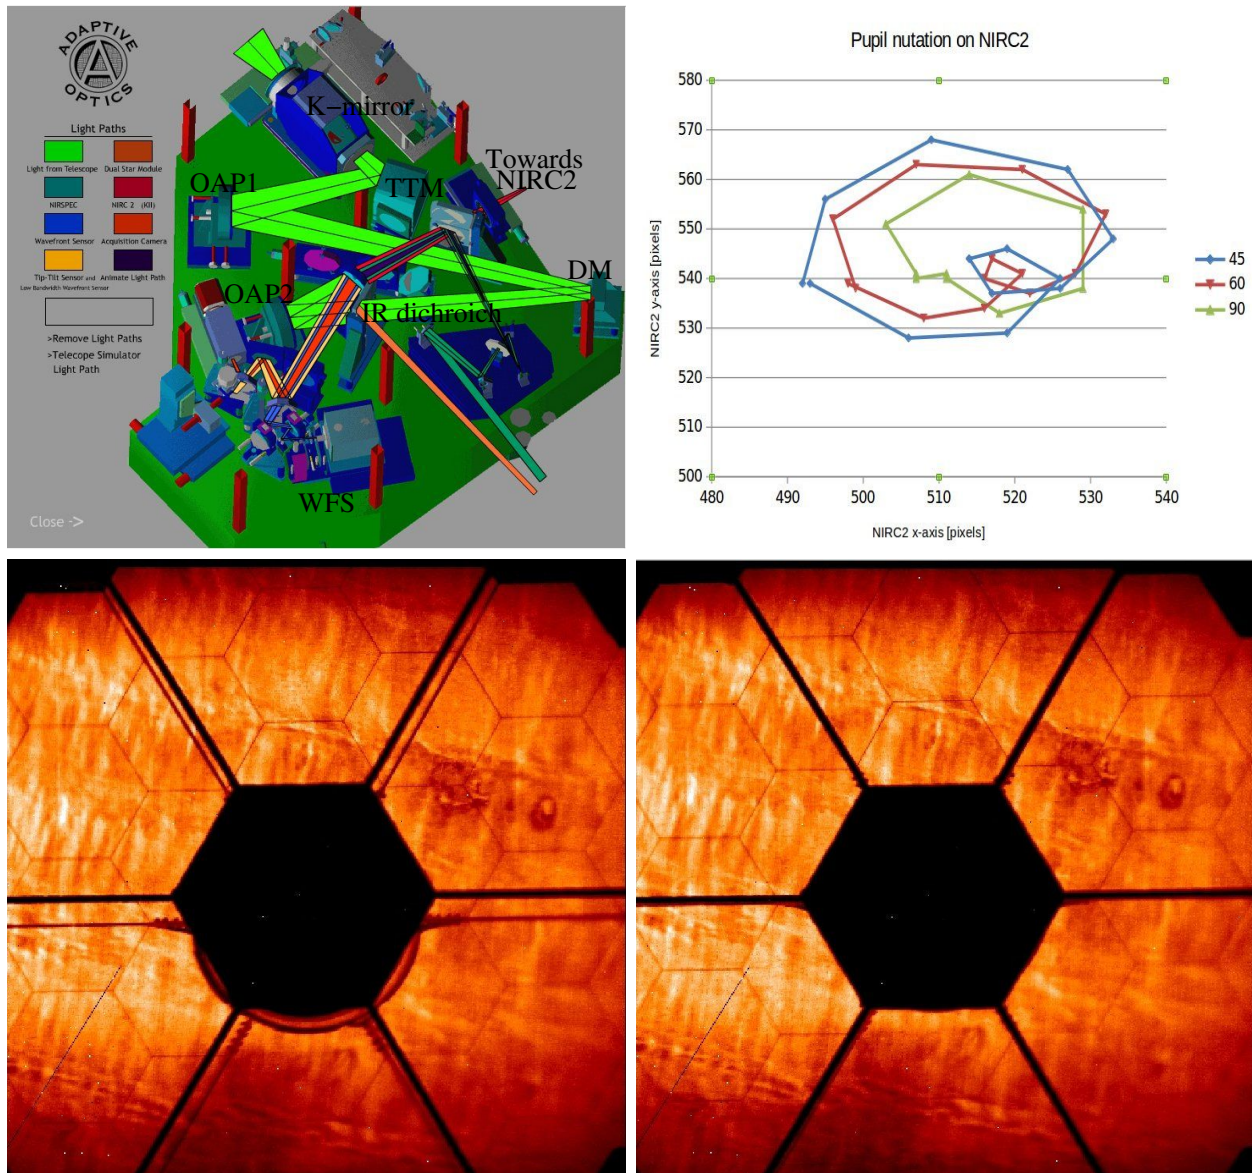 ADAPTIVE
OPTICS
Light Paths
Light from Telescope
Dual Star Module
NIRSPEC
NIRC 2 (KII)
Wavefront Sensor
Acquisition Camera
Tip-Tilt Sensor and
Low Bandwidth Wavefront Sensor
Animate Light Path
>Remove Light Paths
>Telecope Simulator
Light Path
Close ->
K-mirror
OAP1
TTM
Towards
NIRC2
DM
OAP2
IR dichroich
WFS
Pupil nutation on NIRC2
NIRC2 y-axis [pixels]
580
570
560
550
540
530
520
510
500
480 490 500 510 520 530 540
NIRC2 x-axis [pixels]
45
60
90